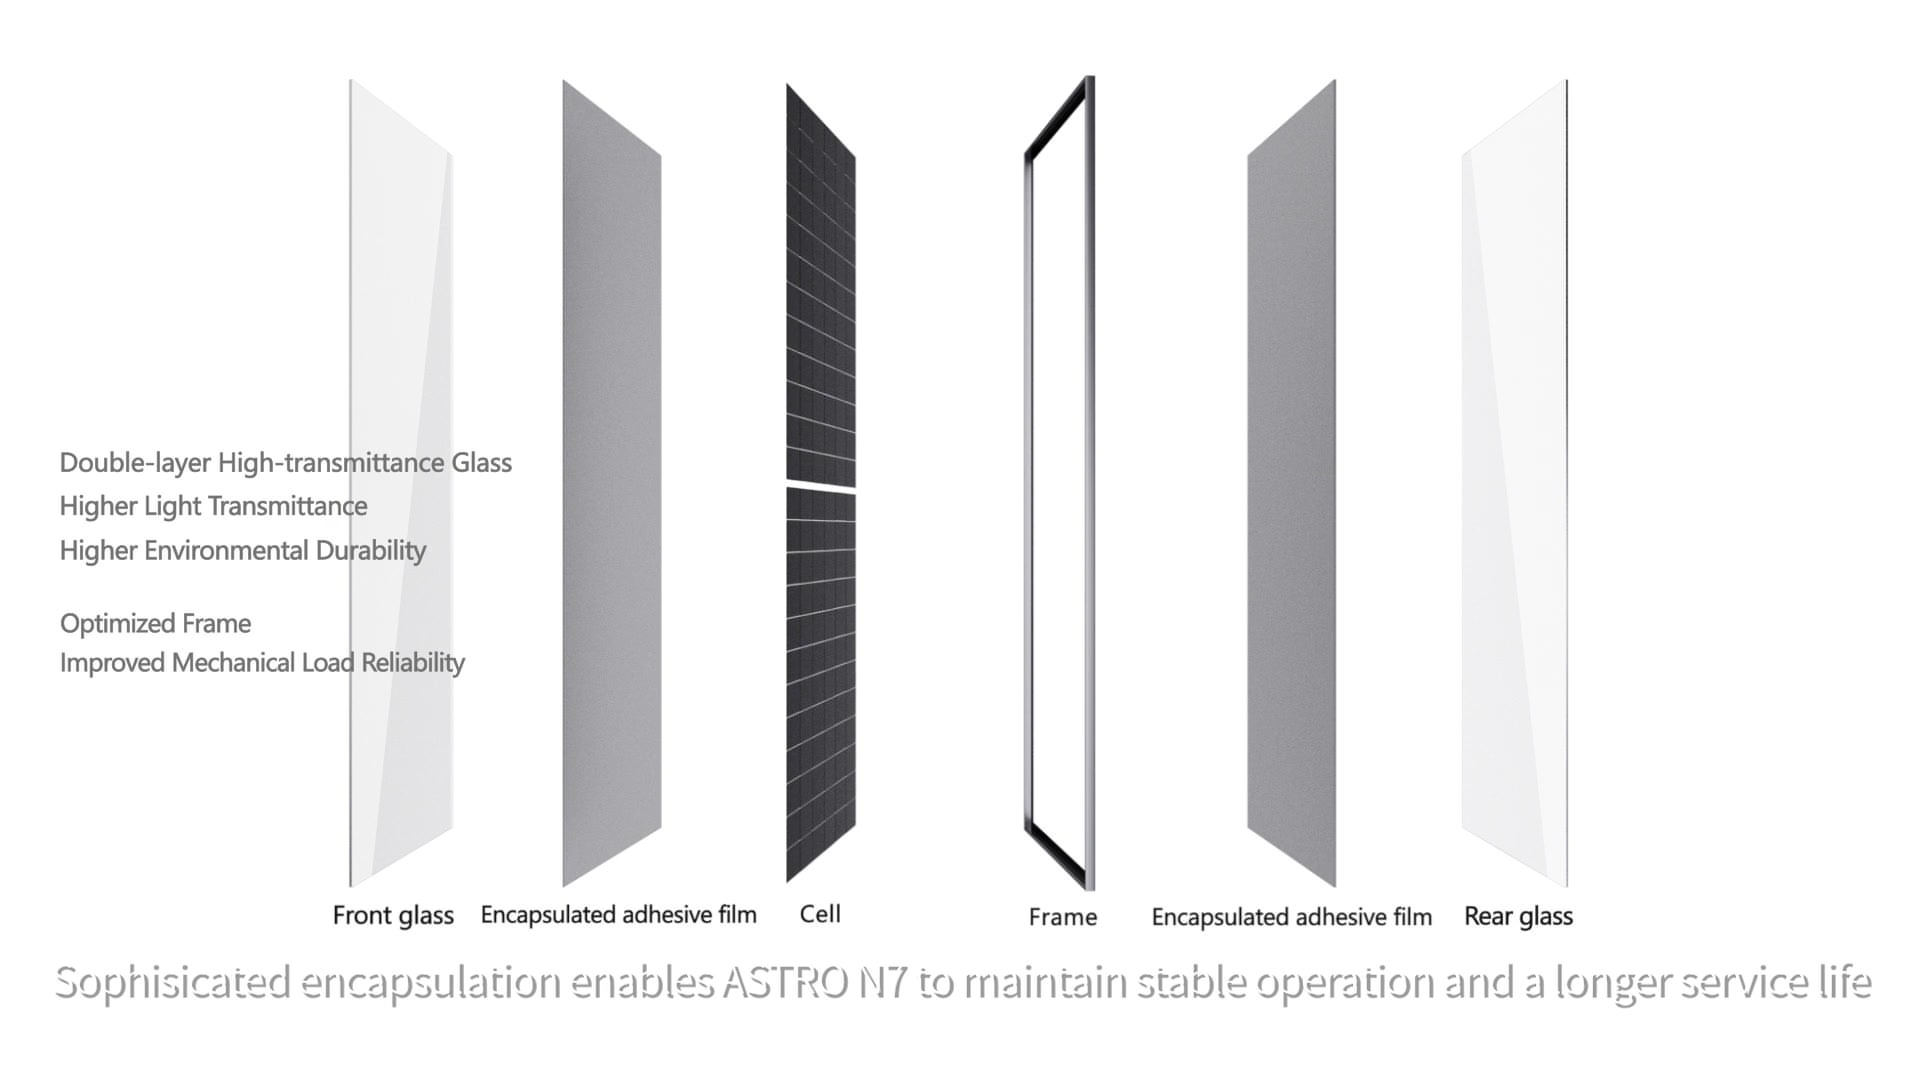 Double-layer High-transmittance Glass
Higher Light Transmittance
Higher Environmental Durability
Optimized Frame
Improved Mechanical Load Reliability
Front glass
Encapsulated adhesive film
Cell
Frame
Encapsulated adhesive film
Rear glass
Sophisicated encapsulation enables ASTRO N7 to maintain stable operation and a longer service life